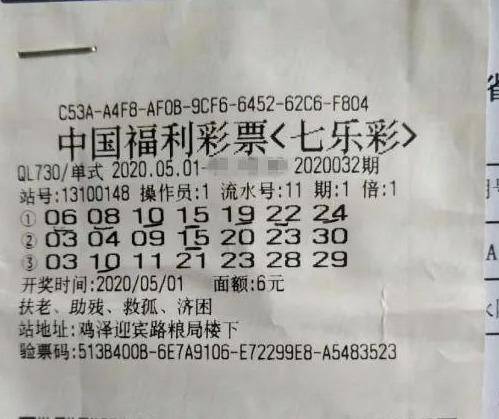 C53A-A4F8-AF0B-9CF6-6452-62C6-F804
中国福利彩票<七乐彩>
QL730/单式 2020.05.01- 2020032期
站号:13100148 操作员:1 流水号:11 期:1 倍:1
① 06 08 10 15 19 22 24
② 03 04 09 15 20 23 30
③ 03 10 11 21 23 28 29
开奖时间:2020/05/01 面额:6元
扶老、助残、救孤、济困
站地址:鸡泽迎宾路粮局楼下
验票码:513B400B-6E7A9106-E72299E8-A5483523